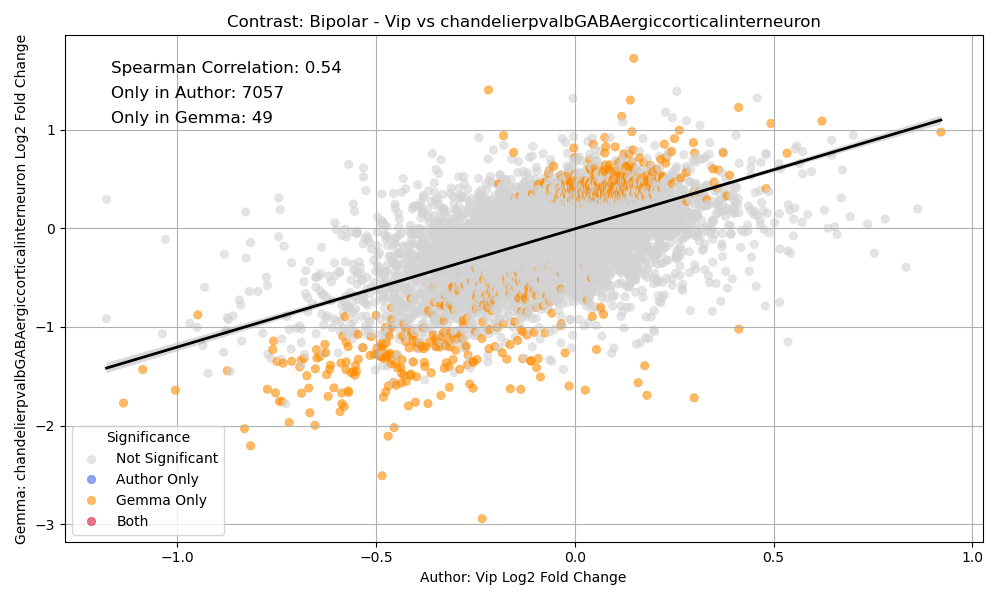 Contrast: Bipolar - Vip vs chandelierpvalbGABAergiccorticalinterneuron
Gemma: chandelierpvalbGABAergiccorticalinterneuron Log2 Fold Change
Spearman Correlation: 0.54
Only in Author: 7057
Only in Gemma: 49
1
0
−1
−2
−3
Significance
Not Significant
Author Only
Gemma Only
Both
−1.0
−0.5
0.0
0.5
1.0
Author: Vip Log2 Fold Change